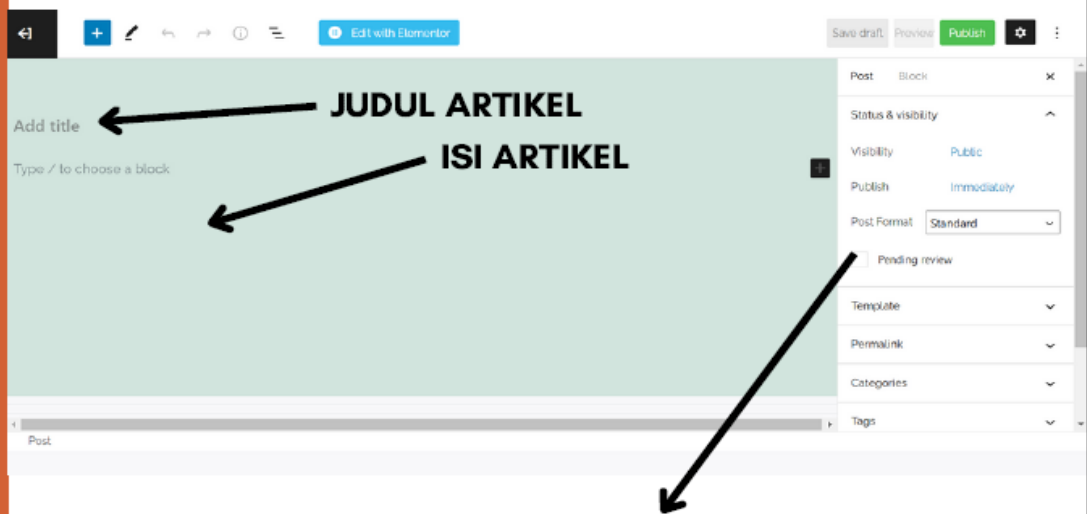 Edit with Elementor
Save draft Preview Publish
Post Block
JUDUL ARTIKEL
Add title
Status & visibility
ISI ARTIKEL
Type / to choose a block
Visibility Public
Publish Immediately
Post Format Standard
Pending review
Template
Permalink
Categories
Tags
Post